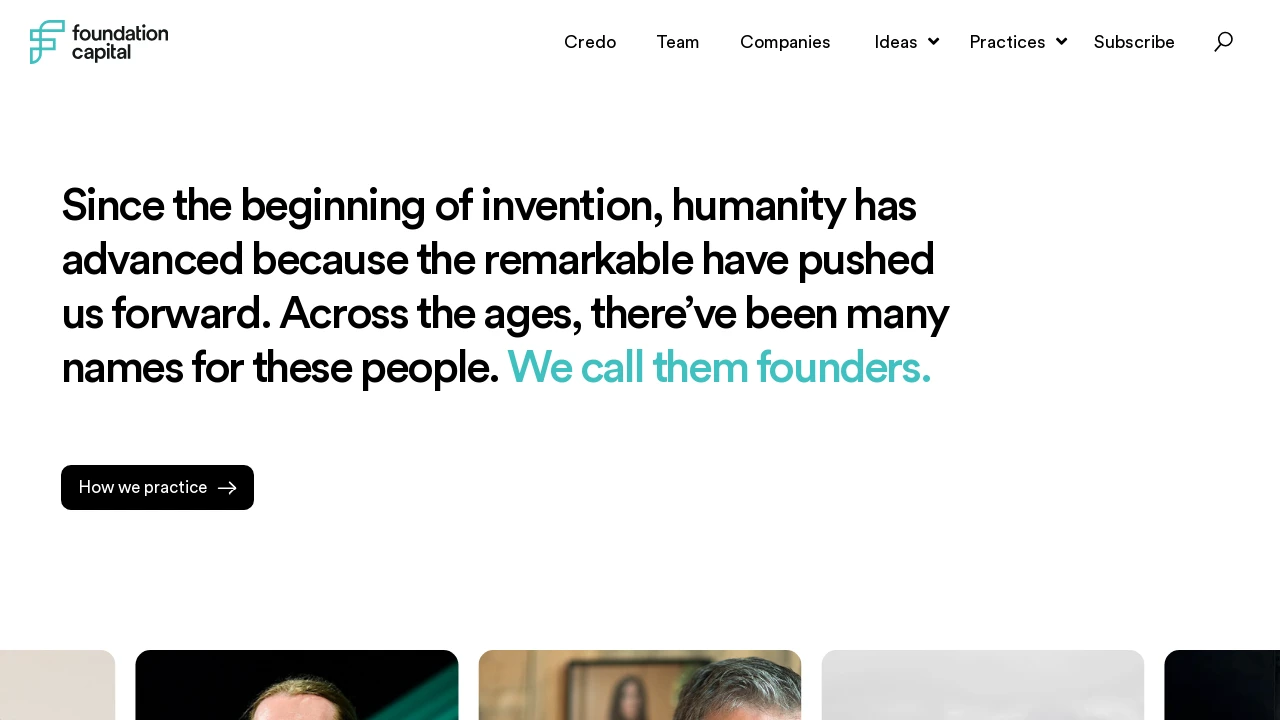 foundation
capital
Credo
Team
Companies
Ideas
Practices
Subscribe
Since the beginning of invention, humanity has
advanced because the remarkable have pushed
us forward. Across the ages, there’ve been many
names for these people. We call them founders.
How we practice